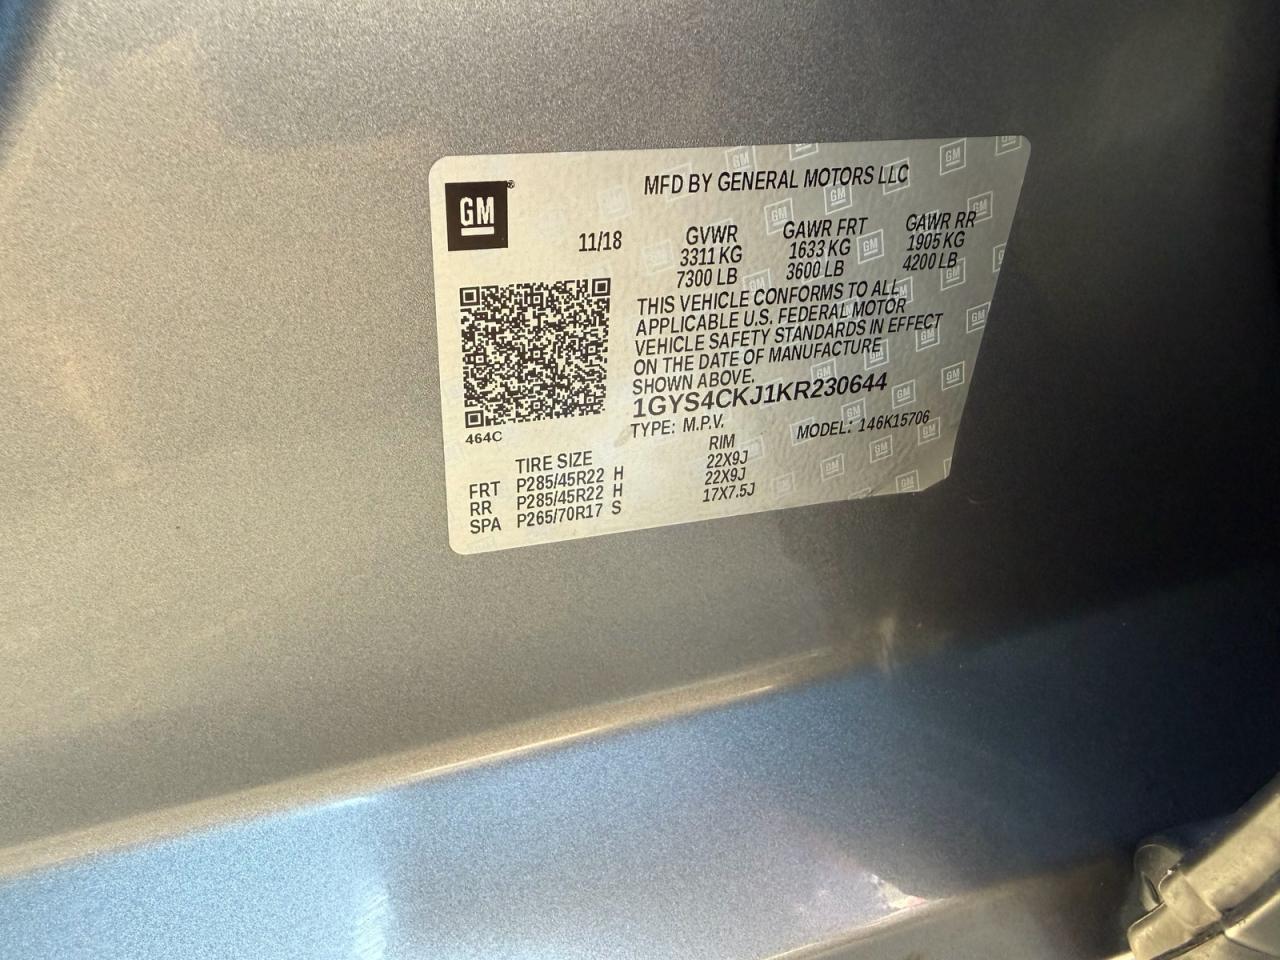 GM®
MFD BY GENERAL MOTORS LLC
11/18
GVWR GAWR FRT GAWR RR
3311 KG 1633 KG 1905 KG
7300 LB 3600 LB 4200 LB
THIS VEHICLE CONFORMS TO ALL
APPLICABLE U.S. FEDERAL MOTOR
VEHICLE SAFETY STANDARDS IN EFFECT
ON THE DATE OF MANUFACTURE
SHOWN ABOVE.
1GYS4CKJ1KR230644
TYPE: M.P.V. MODEL: 146K15706
464C
TIRE SIZE RIM
FRT P285/45R22 H 22X9J
RR P285/45R22 H 22X9J
SPA P265/70R17 S 17X7.5J